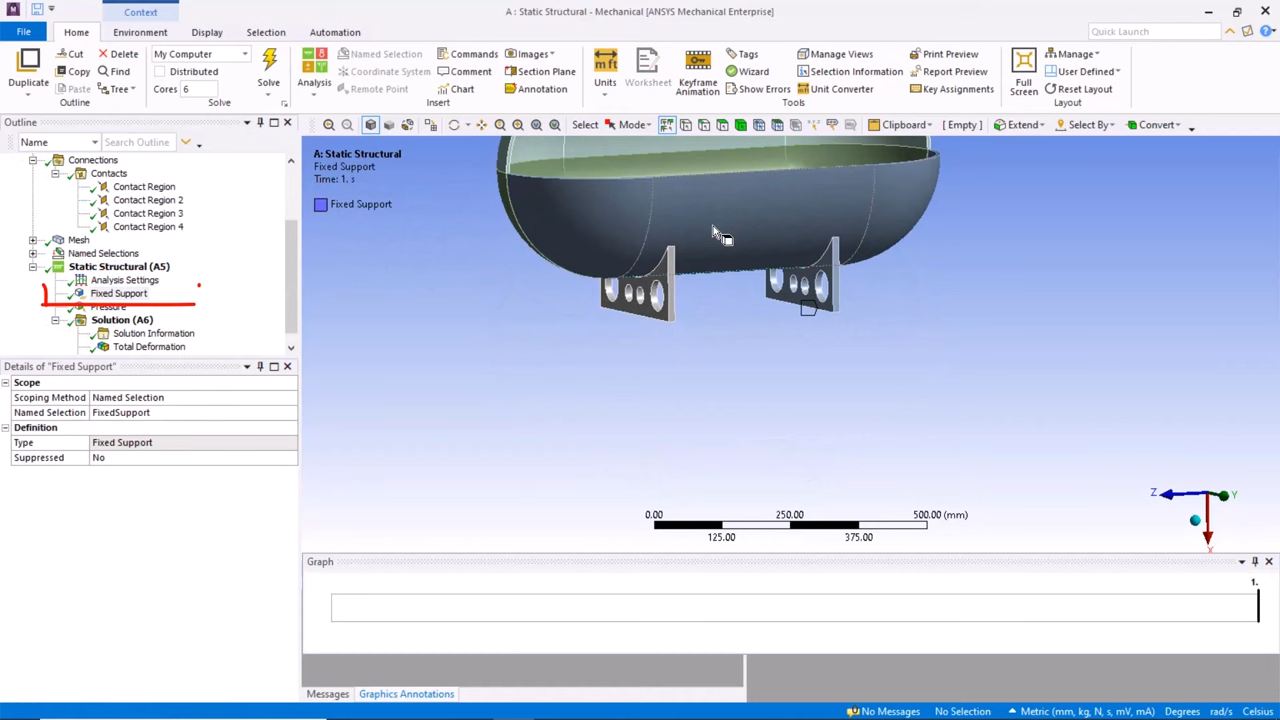 Context
A : Static Structural - Mechanical [ANSYS Mechanical Enterprise]
File Home Environment Display Selection Automation
Quick Launch
Duplicate
Cut
Copy
Paste
Delete
Find
Tree
Outline
My Computer
Distributed
Cores 6
Solve
Solve
Analysis
Named Selection
Coordinate System
Remote Point
Commands
Comment
Chart
Images
Section Plane
Annotation
Insert
Units
Worksheet
Keyframe
Animation
Tags
Wizard
Show Errors
Manage Views
Selection Information
Unit Converter
Print Preview
Report Preview
Key Assignments
Tools
Full
Screen
Manage
User Defined
Reset Layout
Layout
Outline
Name
Search Outline
Select Mode
Clipboard
[ Empty ]
Extend
Select By
Convert
Connections
Contacts
Contact Region
Contact Region 2
Contact Region 3
Contact Region 4
Mesh
Named Selections
Static Structural (A5)
Analysis Settings
Fixed Support
Pressure
Solution (A6)
Solution Information
Total Deformation
Details of "Fixed Support"
Scope
Scoping Method Named Selection
Named Selection FixedSupport
Definition
Type Fixed Support
Suppressed No
A: Static Structural
Fixed Support
Time: 1. s
Fixed Support
0.00 250.00 500.00 (mm)
125.00 375.00
Z
Y
X
Graph
1.
Messages Graphics Annotations
No Messages No Selection Metric (mm, kg, N, s, mV, mA) Degrees rad/s Celsius